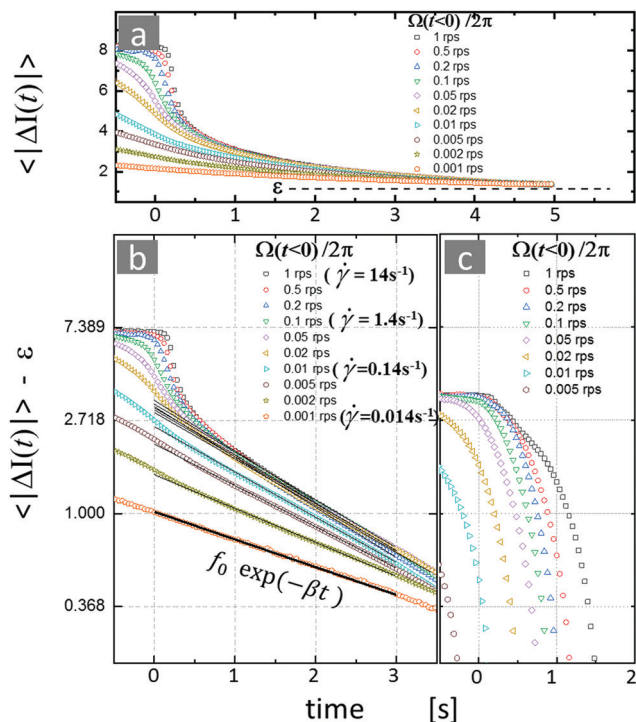 a
Ω(t<0)/2π
1 rps
0.5 rps
0.2 rps
0.1 rps
0.05 rps
0.02 rps
0.01 rps
0.005 rps
0.002 rps
0.001 rps
<|ΔI(t)|>
8
6
4
2
ε
0 1 2 3 4 5
b
Ω(t<0)/2π
1 rps (γ̇ = 14s⁻¹)
0.5 rps
0.2 rps
0.1 rps (γ̇ = 1.4s⁻¹)
0.05 rps
0.02 rps
0.01 rps (γ̇=0.14s⁻¹)
0.005 rps
0.002 rps
0.001 rps (γ̇=0.014s⁻¹)
<|ΔI(t)|> - ε
7.389
2.718
1.000
0.368
f₀ exp(−βt)
0 1 2 3
c
Ω(t<0)/2π
1 rps
0.5 rps
0.2 rps
0.1 rps
0.05 rps
0.02 rps
0.01 rps
0.005 rps
0 1 2
time [s]